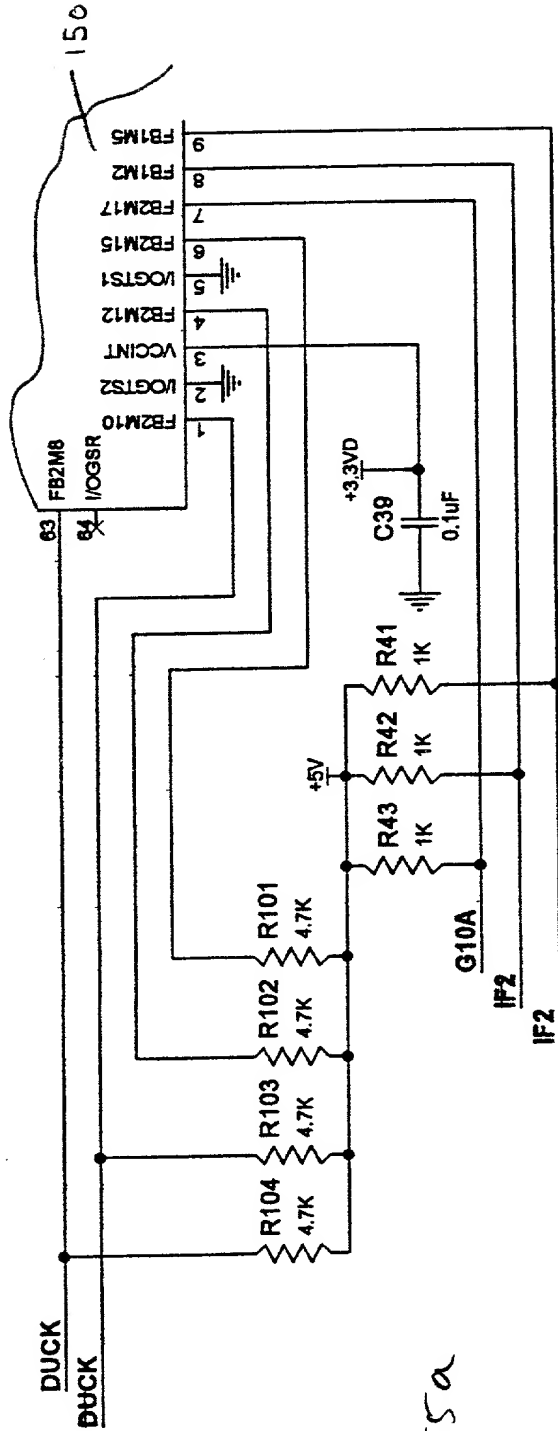 150
FB1M5
9
FB1M2
8
FB2M17
7
FB2M15
6
I/OGTS1
5
FB2M12
4
VCCINT
3
I/OGTS2
2
FB2M10
1
63 FB2M8
64 I/OGSR
+3.3VD
C39
0.1uF
R41
1K
+5V
R42
1K
R43
1K
R101
4.7K
R102
4.7K
R103
4.7K
R104
4.7K
G10A
IF2
IF2
DUCK
DUCK
5a